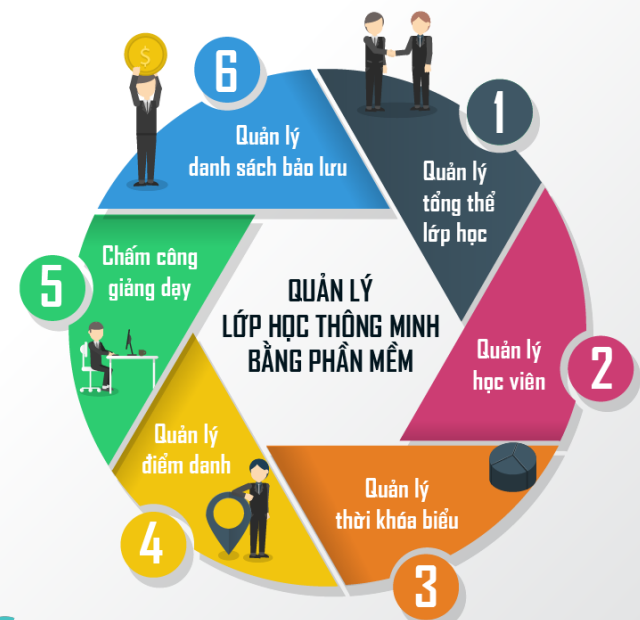 QUẢN LÝ
LỚP HỌC THÔNG MINH
BẰNG PHẦN MỀM
1
Quản lý
tổng thể
lớp học
2
Quản lý
học viên
3
Quản lý
thời khóa biểu
4
Quản lý
điểm danh
5
Chấm công
giảng dạy
6
Quản lý
danh sách bảo lưu
$